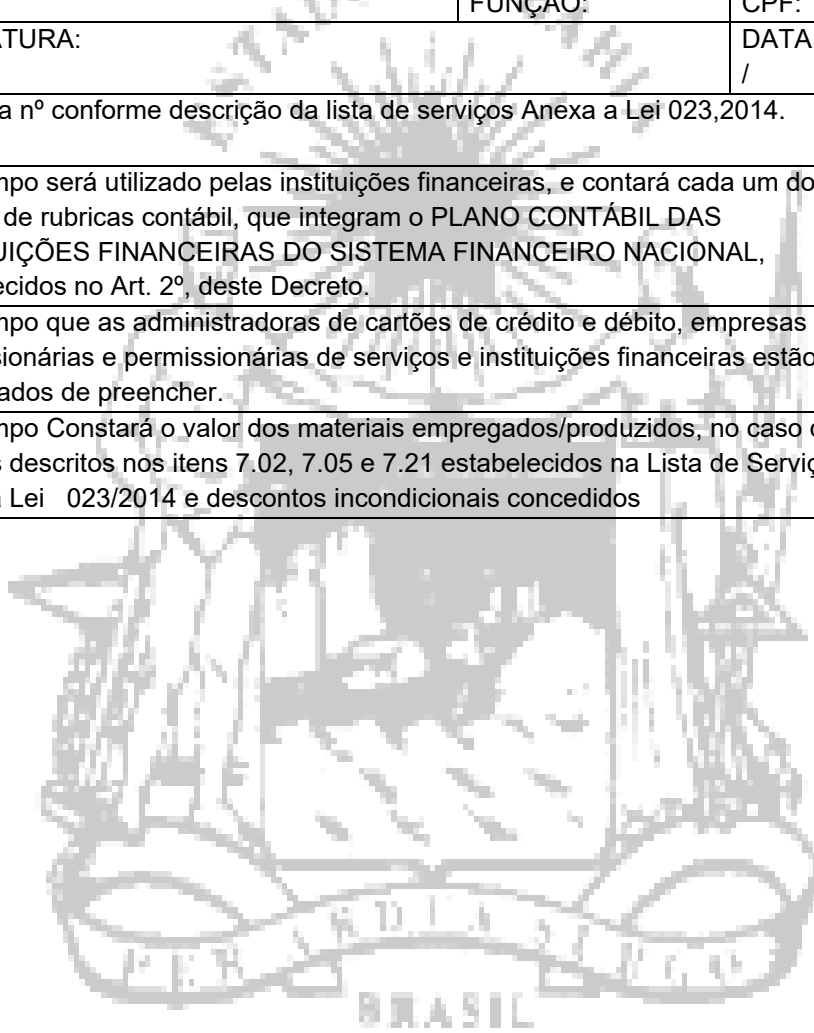 FUNÇÃO: CPF:
ATURA: DATA
/
a nº conforme descrição da lista de serviços Anexa a Lei 023,2014.
mpo será utilizado pelas instituições financeiras, e contará cada um do
de rubricas contábil, que integram o PLANO CONTÁBIL DAS
UIÇÕES FINANCEIRAS DO SISTEMA FINANCEIRO NACIONAL,
ecidos no Art. 2º, deste Decreto.
mpo que as administradoras de cartões de crédito e débito, empresas
sionárias e permissionárias de serviços e instituições financeiras estão
ados de preencher.
mpo Constará o valor dos materiais empregados/produzidos, no caso d
s descritos nos itens 7.02, 7.05 e 7.21 estabelecidos na Lista de Serviç
a Lei 023/2014 e descontos incondicionais concedidos
BRASIL